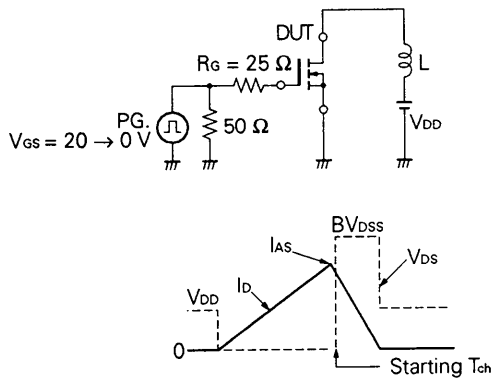 DUT
RG = 25 Ω
L
PG.
50 Ω
VDD
VGS = 20 → 0 V
BVDSS
IAS
VDS
ID
VDD
0
Starting Tch